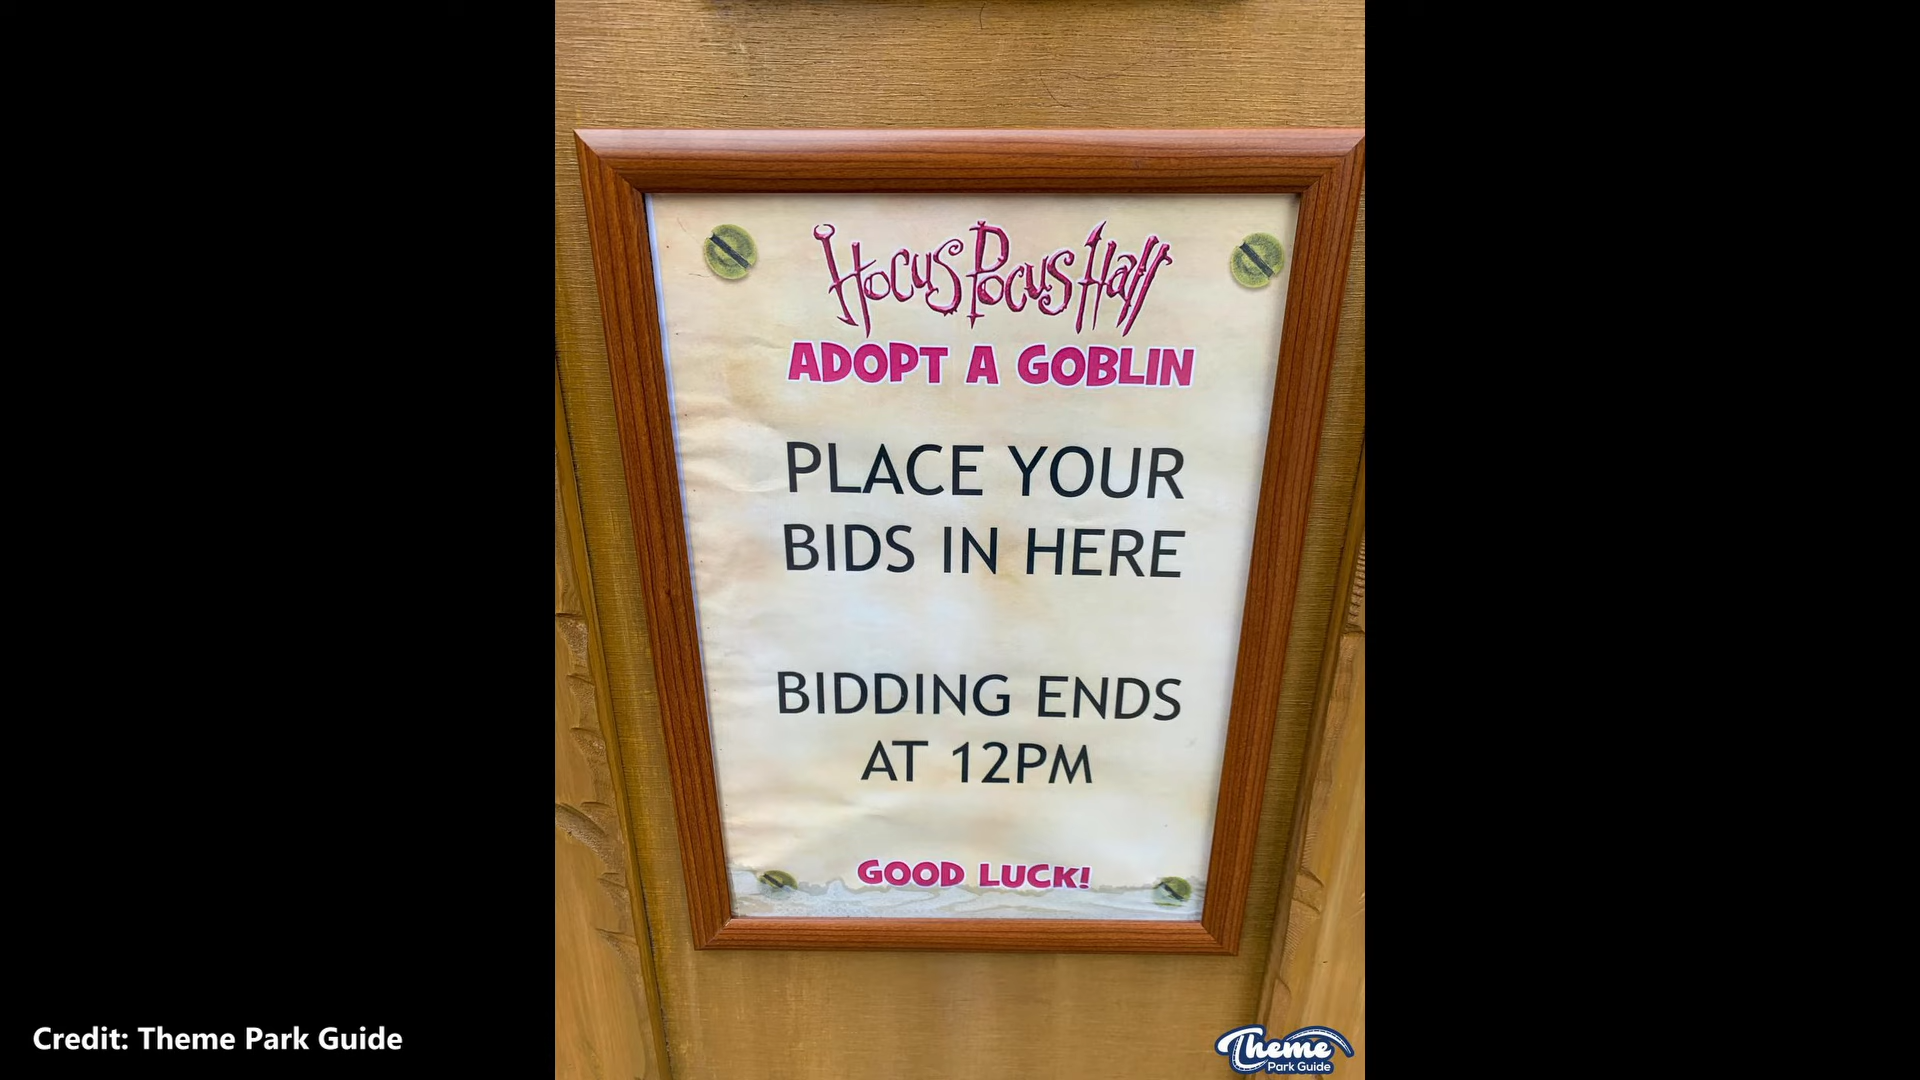 Hocus Pocus Hall
ADOPT A GOBLIN
PLACE YOUR
BIDS IN HERE
BIDDING ENDS
AT 12PM
GOOD LUCK!
Credit: Theme Park Guide
Theme
Park Guide